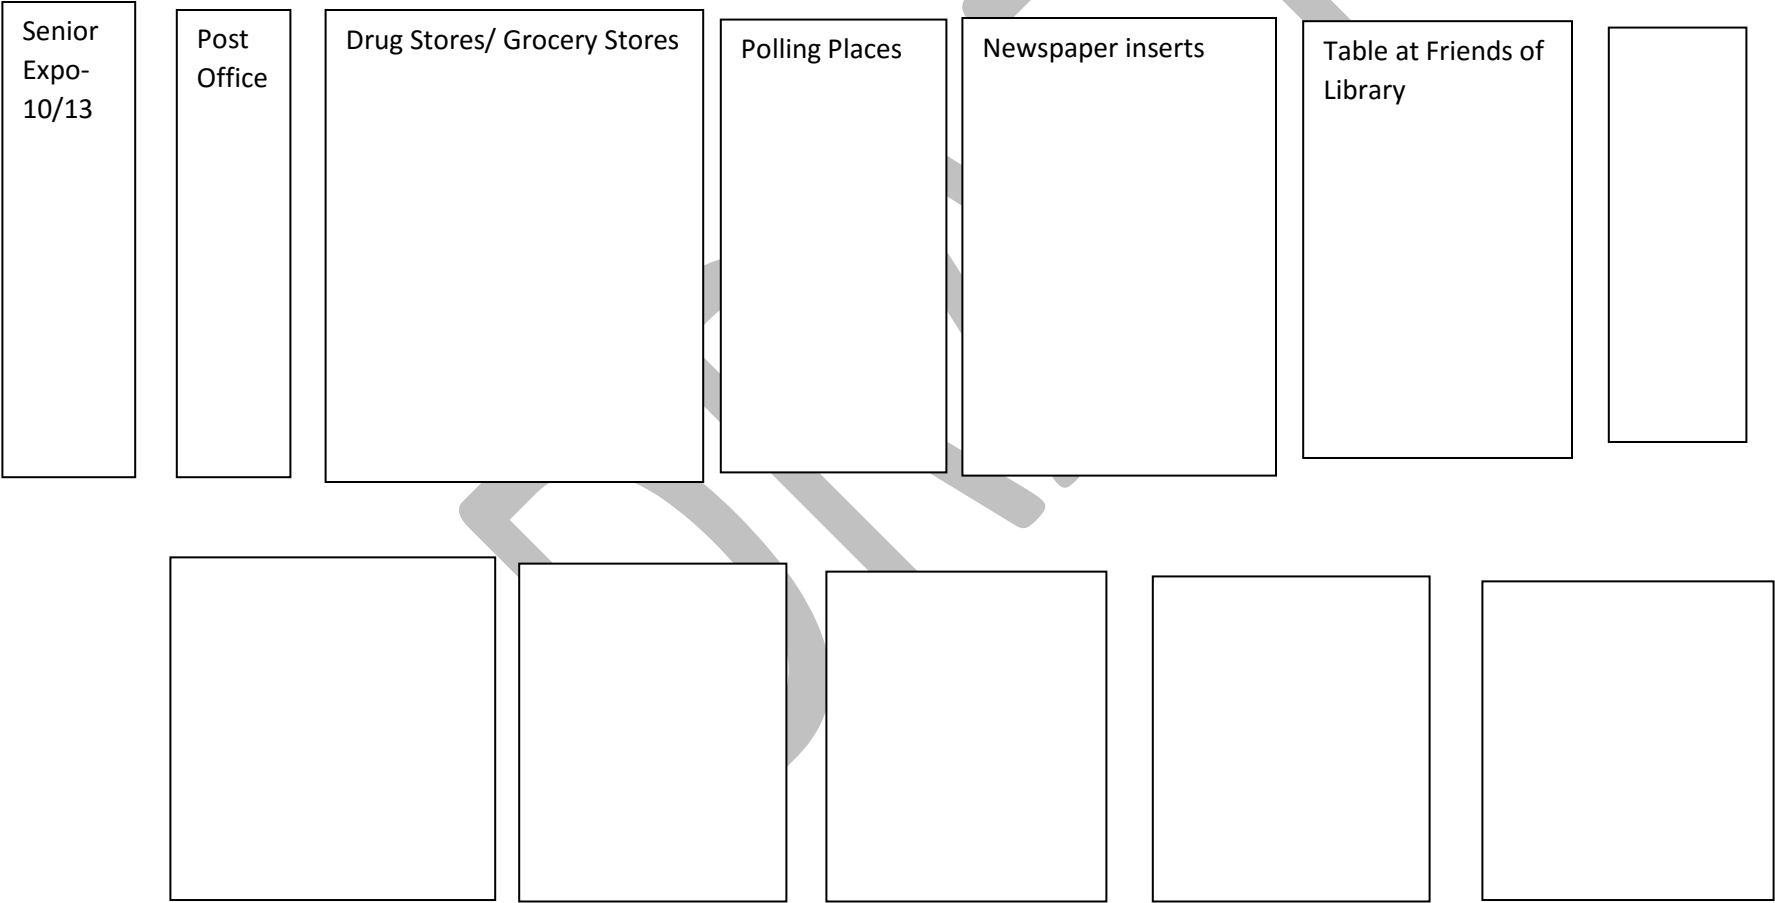 Senior
Expo-
10/13
Post
Office
Drug Stores/ Grocery Stores
Polling Places
Newspaper inserts
Table at Friends of
Library